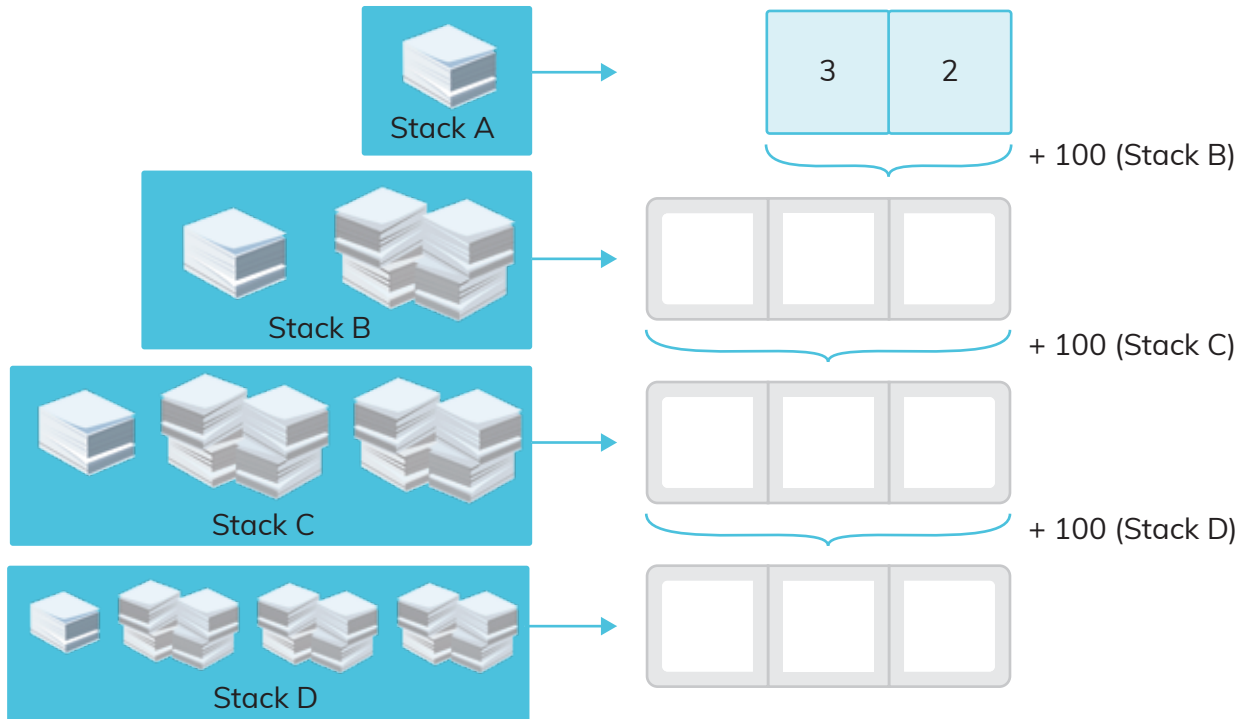 Stack A
3 2
+ 100 (Stack B)
Stack B
+ 100 (Stack C)
Stack C
+ 100 (Stack D)
Stack D